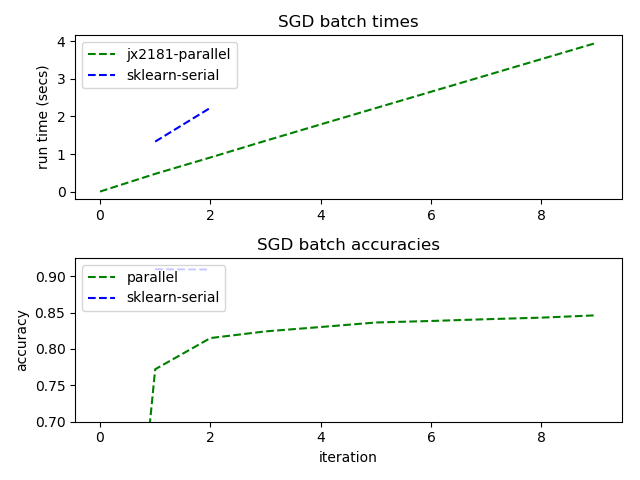 SGD batch times
4
3
2
1
0
run time (secs)
jx2181-parallel
sklearn-serial
0 2 4 6 8
SGD batch accuracies
0.90
0.85
0.80
0.75
0.70
accuracy
parallel
sklearn-serial
0 2 4 6 8
iteration